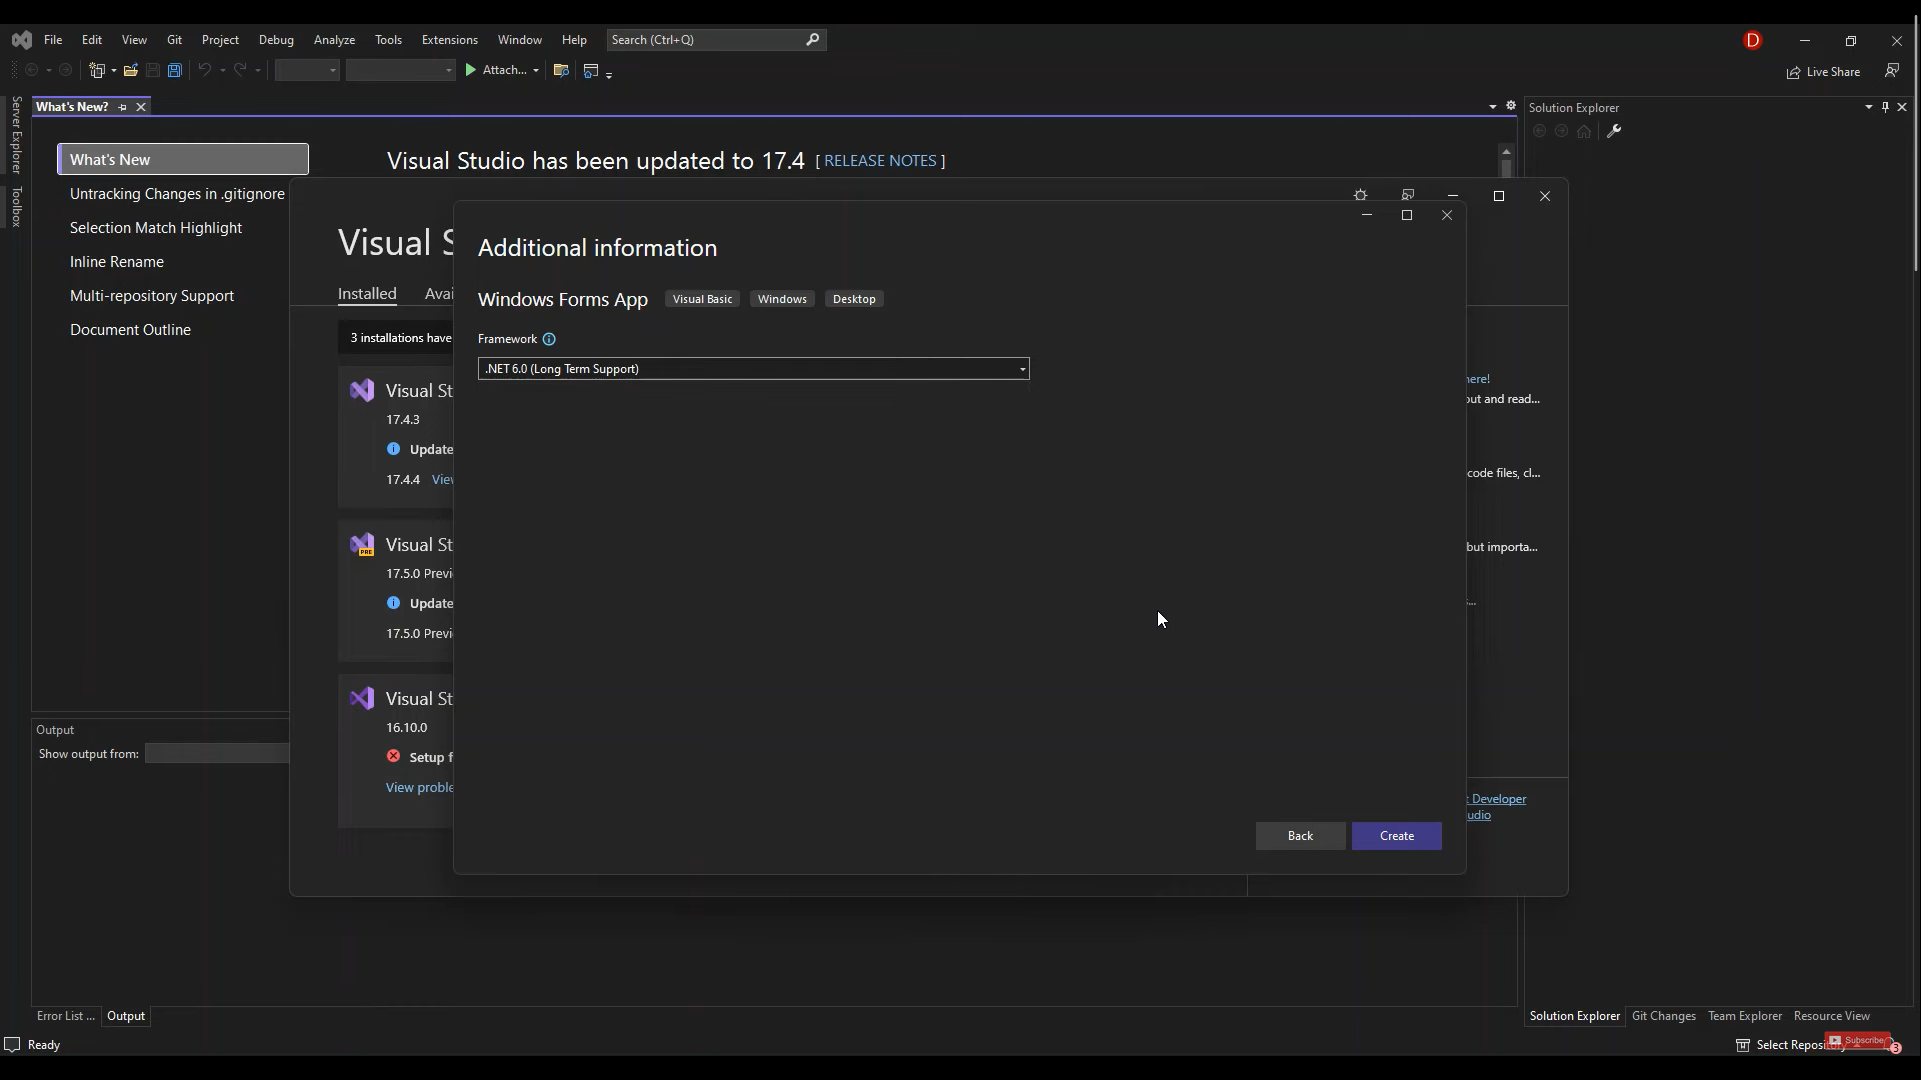 File Edit View Git Project Debug Analyze Tools Extensions Window Help Search (Ctrl+Q) D
Attach... Live Share
What's New?
Solution Explorer
Server Explorer
Toolbox
What's New
Untracking Changes in .gitignore
Selection Match Highlight
Inline Rename
Multi-repository Support
Document Outline
Visual Studio has been updated to 17.4 [ RELEASE NOTES ]
Visual S
Installed Avai
3 installations have
Visual St
17.4.3
Update
17.4.4 View
Visual St
PRE
17.5.0 Previ
Update
17.5.0 Previ
Visual St
16.10.0
Setup f
View proble
Additional information
Windows Forms App Visual Basic Windows Desktop
Framework
.NET 6.0 (Long Term Support)
Back Create
here!
out and read...
code files, cl...
but importa...
...
t Developer
udio
Output
Show output from:
Error List ... Output
Solution Explorer Git Changes Team Explorer Resource View
Ready
Select Reposit
Subscribe
3